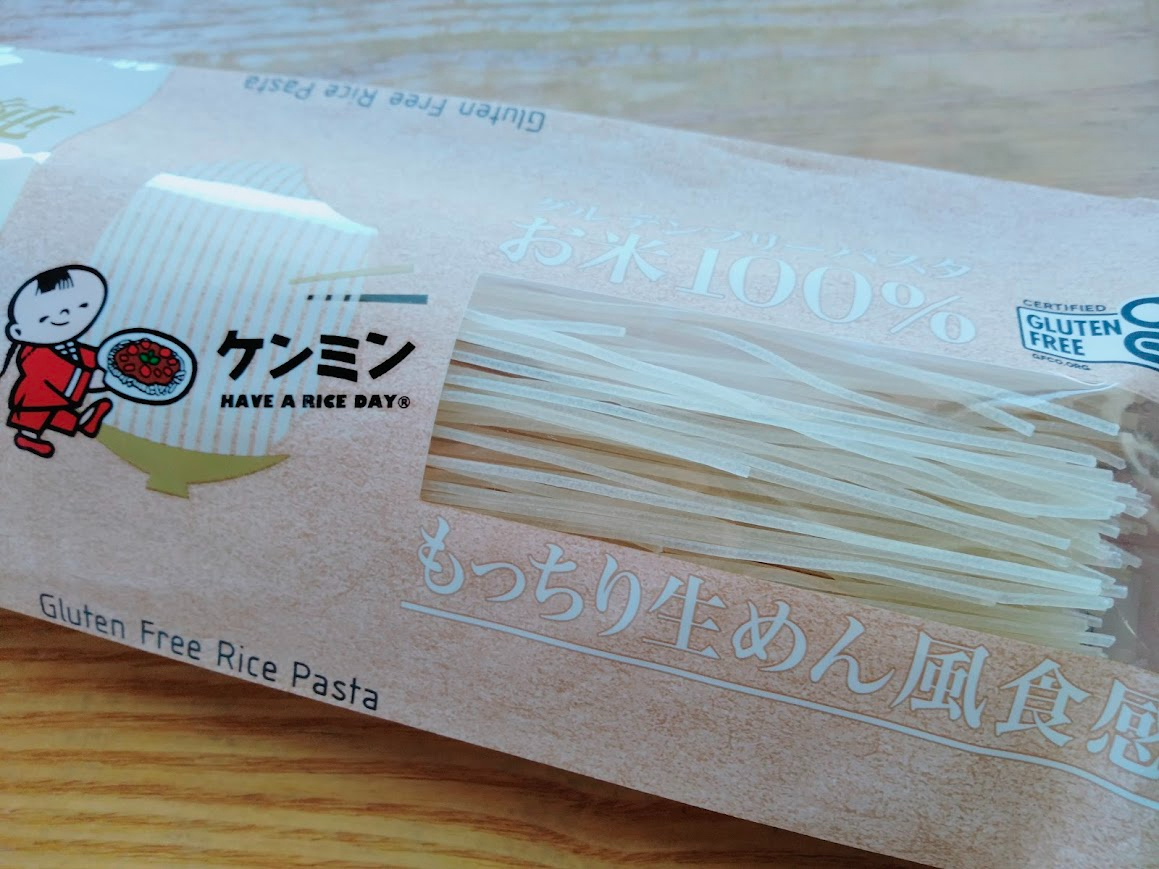 Gluten Free Rice Pasta
グルテンフリーパスタ
お米100%
CERTIFIED
GLUTEN
FREE
GFCO.ORG
ケンミン
HAVE A RICE DAY®
もっちり生めん風食感
Gluten Free Rice Pasta